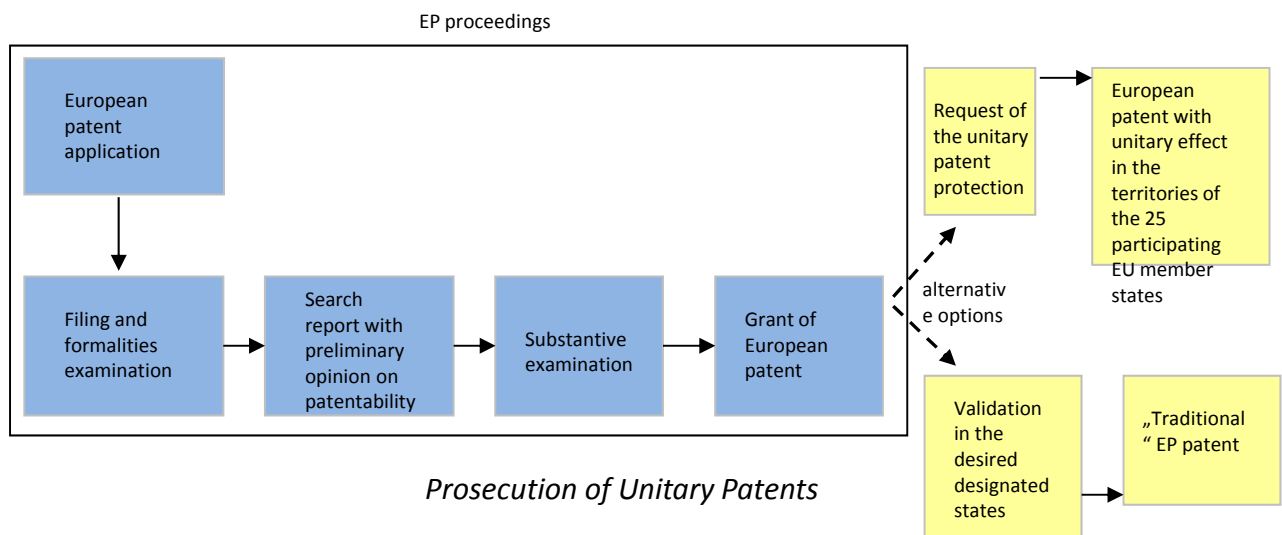 EP proceedings
European
patent
application
Filing and
formalities
examination
Search
report with
preliminary
opinion on
patentability
Substantive
examination
Grant of
European
patent
alternativ
e options
Request of
the unitary
patent
protection
European
patent with
unitary effect
in the
territories of
the 25
participating
EU member
states
Validation
in the
desired
designated
states
„Traditional
“ EP patent
Prosecution of Unitary Patents